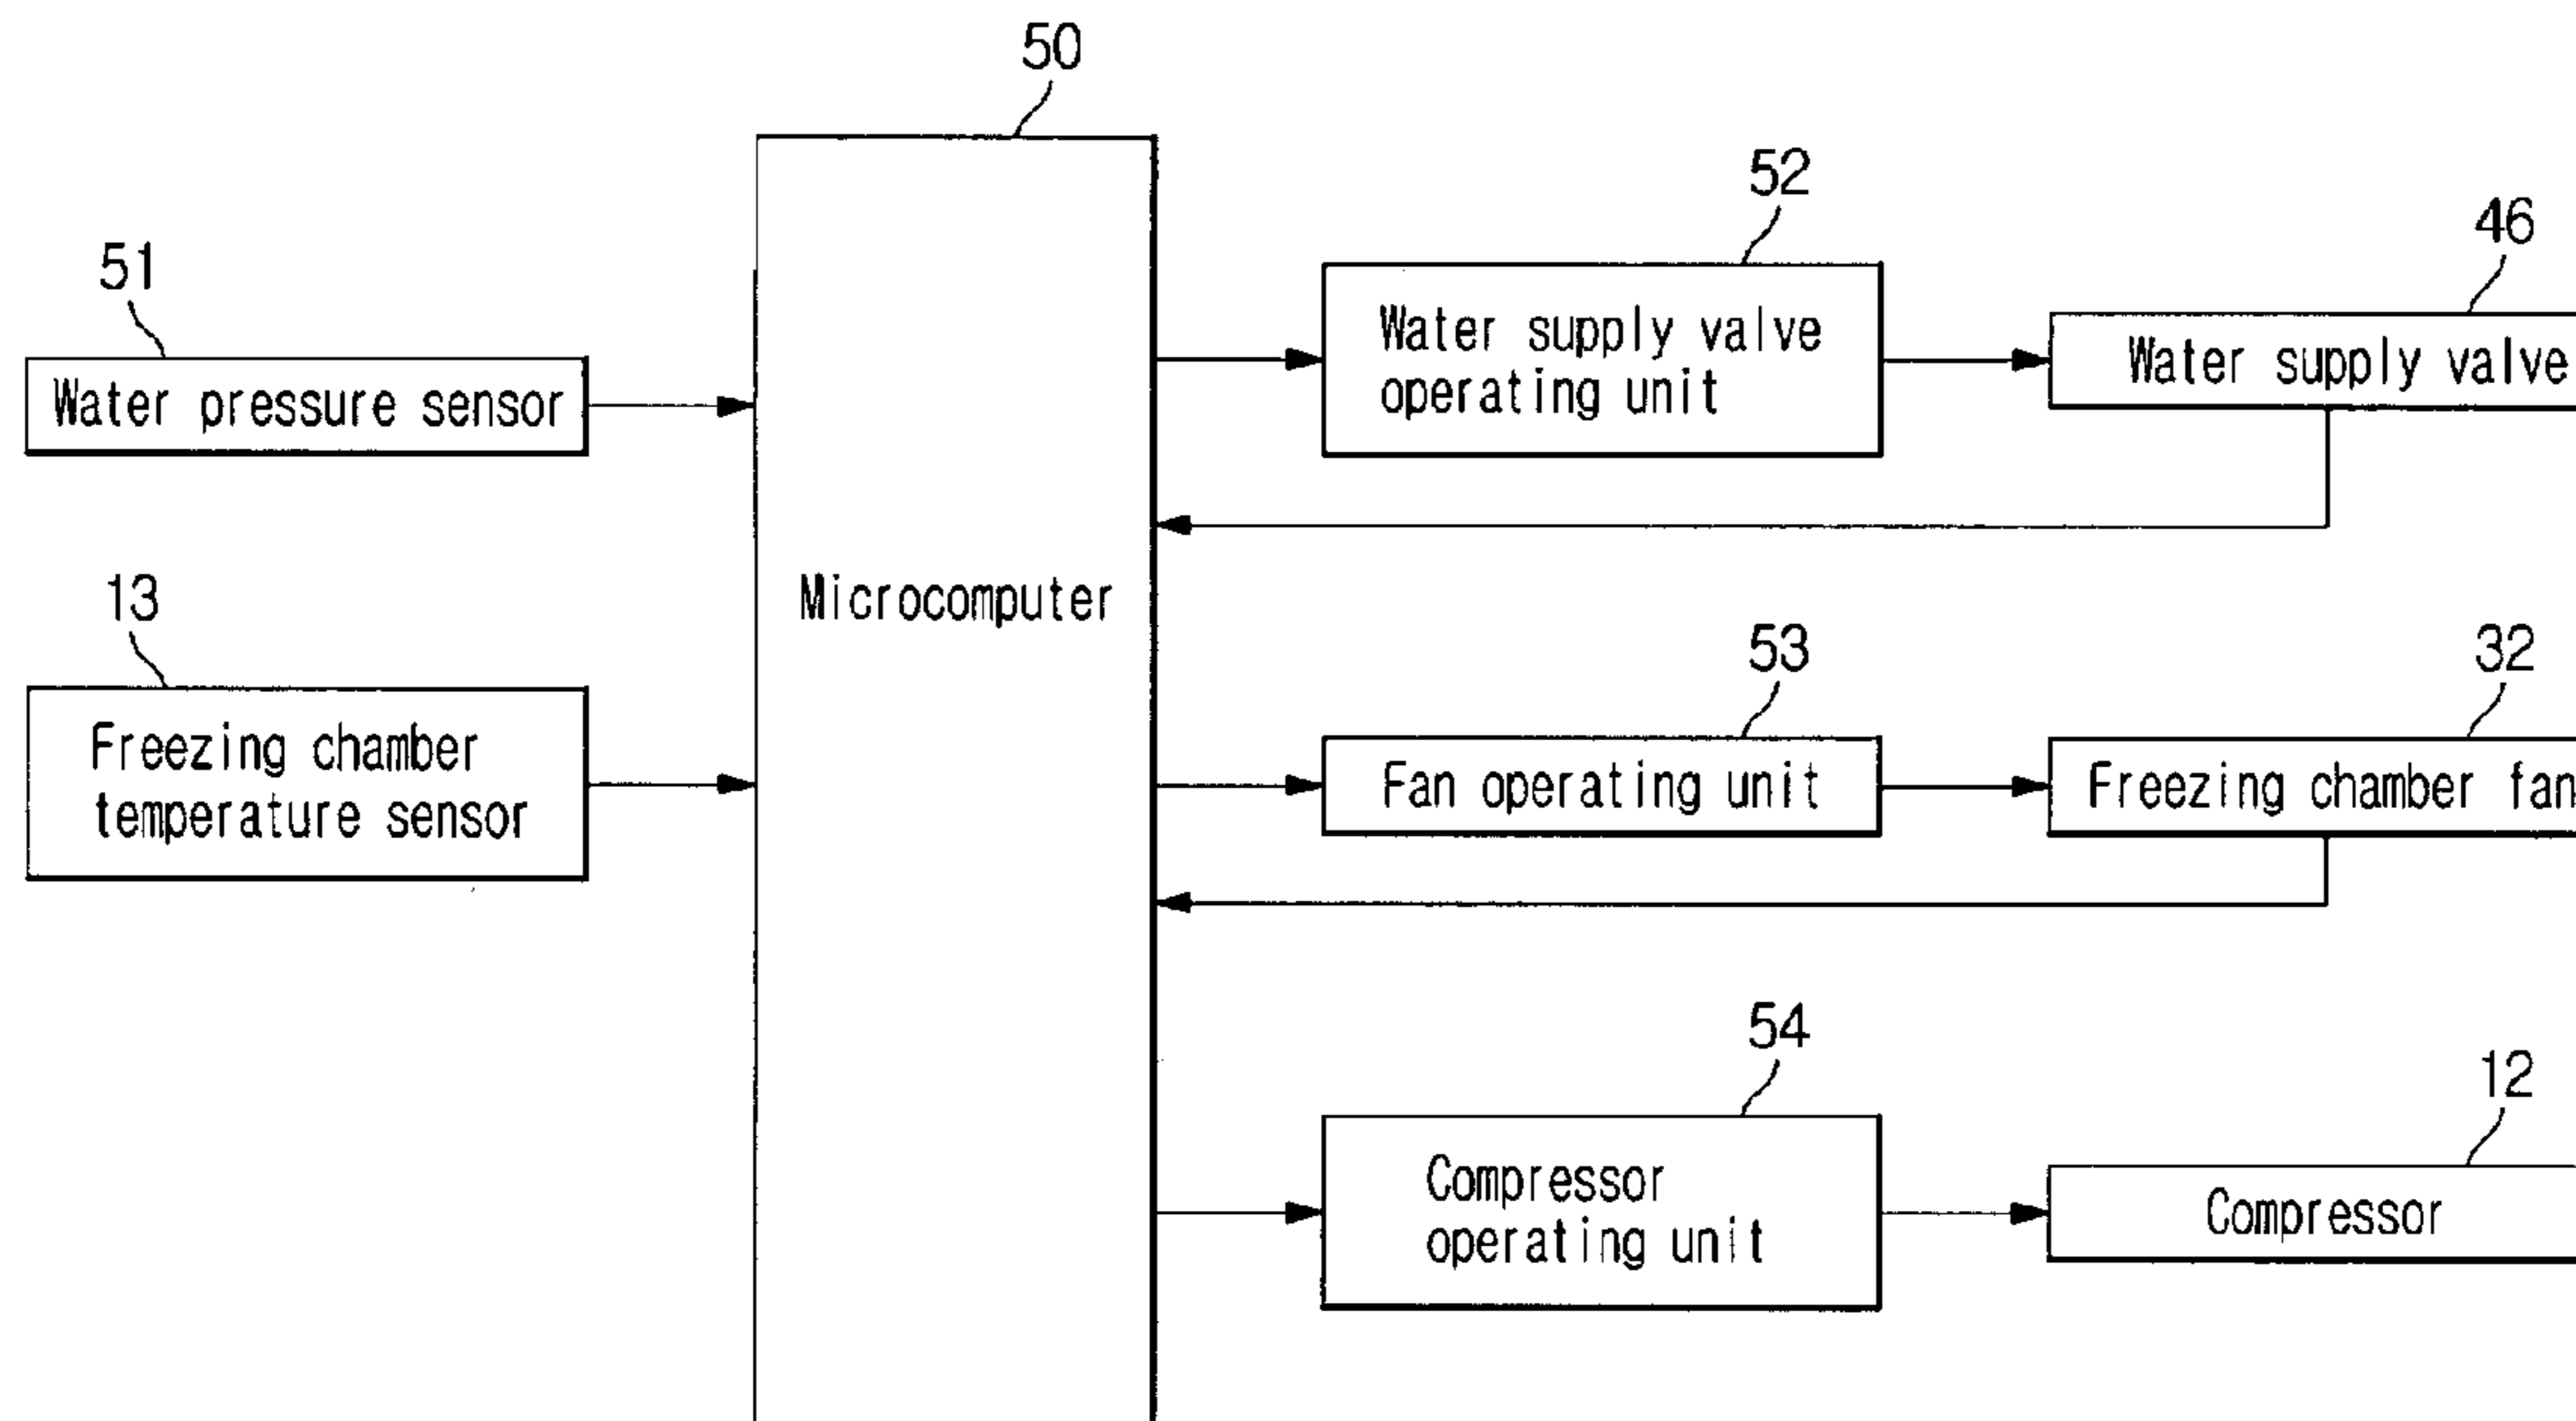 50
51
Water pressure sensor
13
Freezing chamber
temperature sensor
Microcomputer
52
Water supply valve
operating unit
46
Water supply valve
53
Fan operating unit
32
Freezing chamber fan
54
Compressor
operating unit
12
Compressor